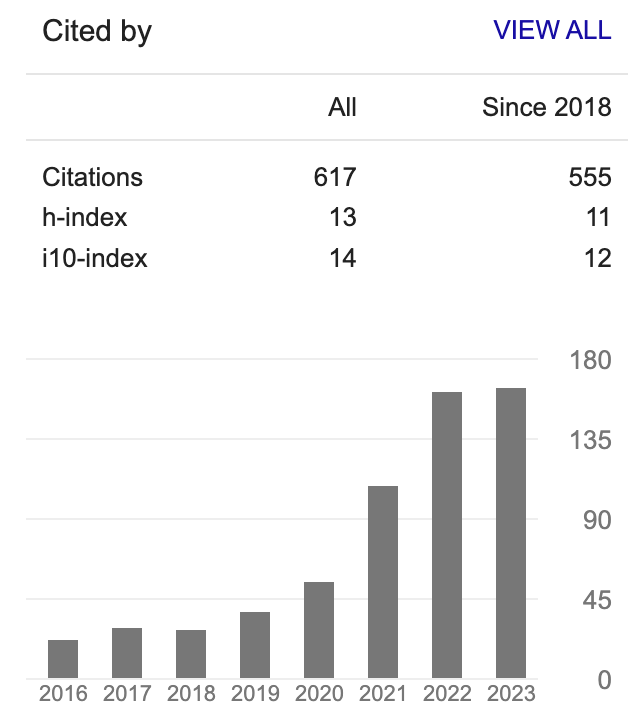 Cited by VIEW ALL
All Since 2018
Citations 617 555
h-index 13 11
i10-index 14 12
180
135
90
45
0
2016 2017 2018 2019 2020 2021 2022 2023